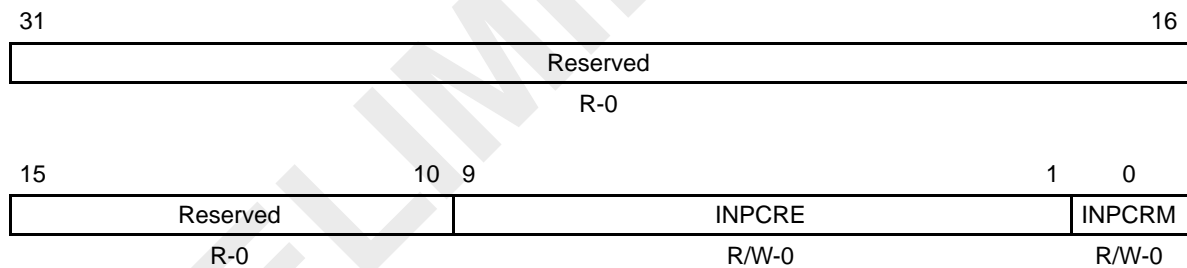 31 16
Reserved
R-0
15 10 9 1 0
Reserved INPCRE INPCRM
R-0 R/W-0 R/W-0